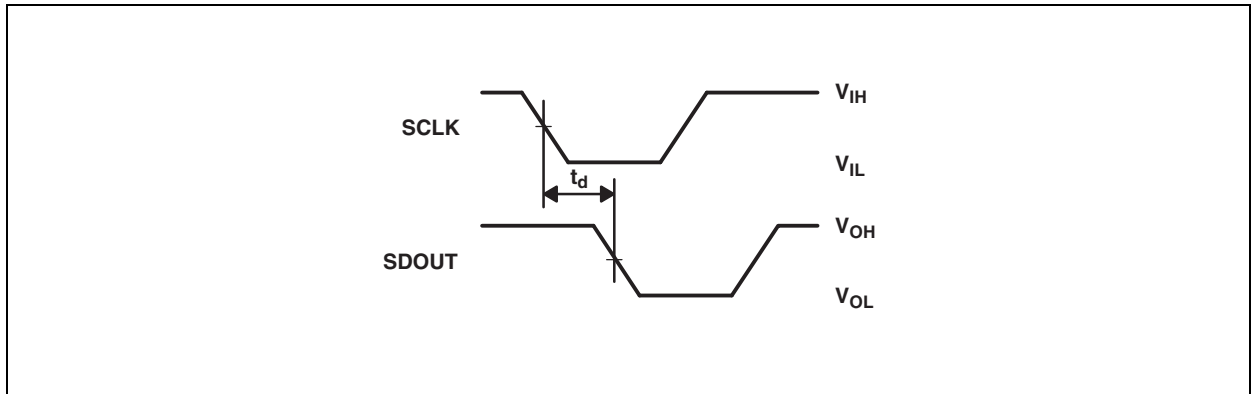 SCLK
V_IH
V_IL
t_d
SDOUT
V_OH
V_OL